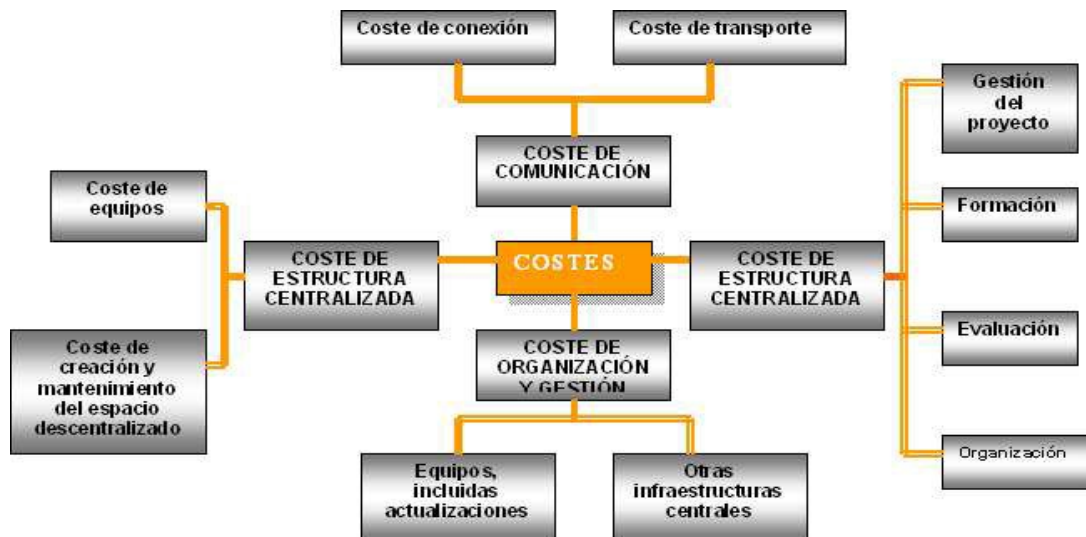 Coste de conexión
Coste de transporte
Gestión
del
proyecto
COSTE DE
COMUNICACIÓN
Coste de
equipos
Formación
COSTE DE
ESTRUCTURA
CENTRALIZADA
COSTES
COSTE DE
ESTRUCTURA
CENTRALIZADA
Coste de
creación y
mantenimiento
del espacio
descentralizado
COSTE DE
ORGANIZACIÓN
Y GESTIÓN
Evaluación
Equipos,
incluidas
actualizaciones
Otras
infraestructuras
centrales
Organización